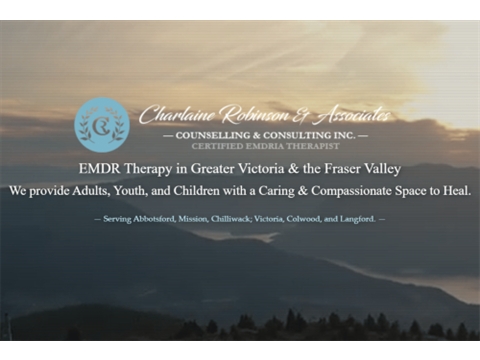 Charlaine Robinson & Associates
— COUNSELLING & CONSULTING INC. —
CERTIFIED EMDRIA THERAPIST
EMDR Therapy in Greater Victoria & the Fraser Valley
We provide Adults, Youth, and Children with a Caring & Compassionate Space to Heal.
— Serving Abbotsford, Mission, Chilliwack; Victoria, Colwood, and Langford. —